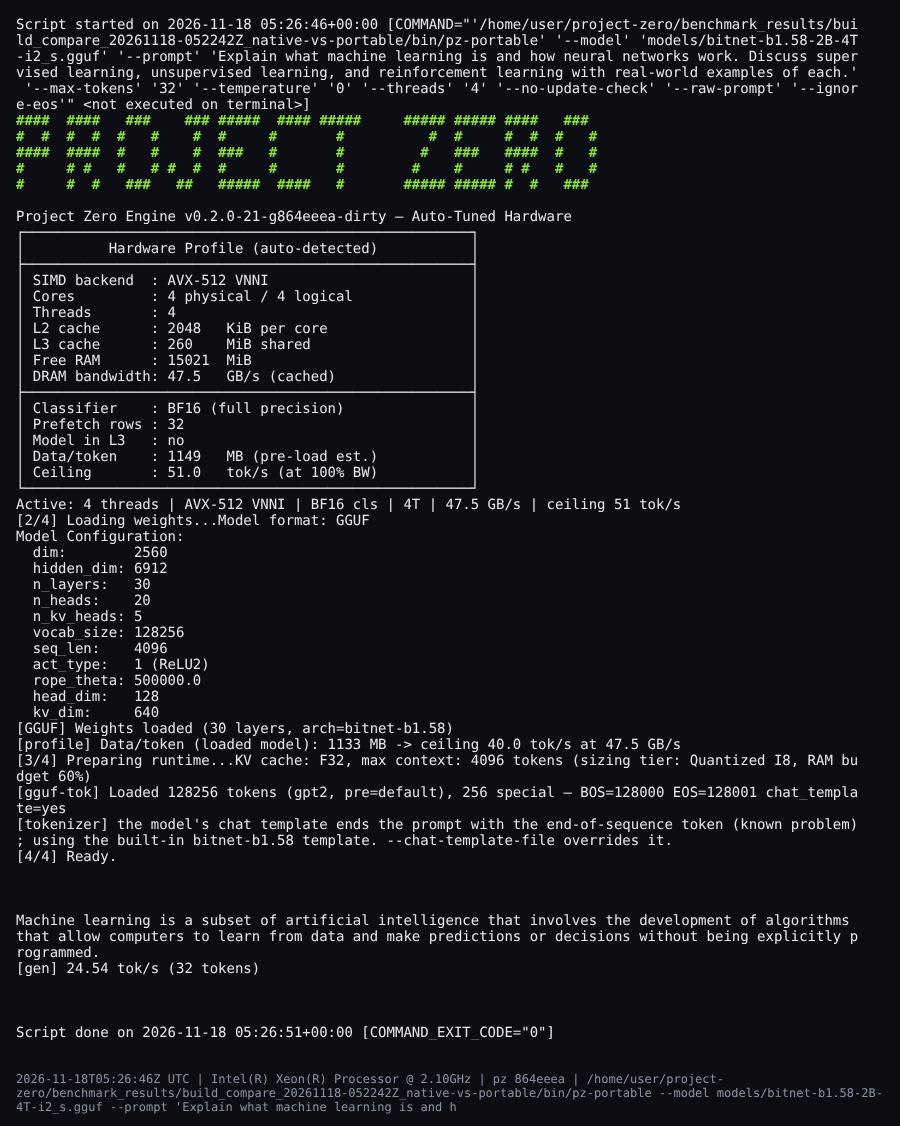 Script started on 2026-11-18 05:26:46+00:00 [COMMAND="'/home/user/project-zero/benchmark_results/bui
ld_compare_20261118-052242Z_native-vs-portable/bin/pz-portable' '--model' 'models/bitnet-b1.58-2B-4T
-i2_s.gguf' '--prompt' 'Explain what machine learning is and how neural networks work. Discuss super
vised learning, unsupervised learning, and reinforcement learning with real-world examples of each.'
 '--max-tokens' '32' '--temperature' '0' '--threads' '4' '--no-update-check' '--raw-prompt' '--ignor
e-eos'" <not executed on terminal>]
PROJECT ZERO
Project Zero Engine v0.2.0-21-g864eeea-dirty — Auto-Tuned Hardware
Hardware Profile (auto-detected)
SIMD backend  : AVX-512 VNNI
Cores         : 4 physical / 4 logical
Threads       : 4
L2 cache      : 2048   KiB per core
L3 cache      : 260    MiB shared
Free RAM      : 15021  MiB
DRAM bandwidth: 47.5   GB/s (cached)
Classifier    : BF16 (full precision)
Prefetch rows : 32
Model in L3   : no
Data/token    : 1149   MB (pre-load est.)
Ceiling       : 51.0   tok/s (at 100% BW)
Active: 4 threads | AVX-512 VNNI | BF16 cls | 4T | 47.5 GB/s | ceiling 51 tok/s
[2/4] Loading weights...Model format: GGUF
Model Configuration:
  dim:        2560
  hidden_dim: 6912
  n_layers:   30
  n_heads:    20
  n_kv_heads: 5
  vocab_size: 128256
  seq_len:    4096
  act_type:   1 (ReLU2)
  rope_theta: 500000.0
  head_dim:   128
  kv_dim:     640
[GGUF] Weights loaded (30 layers, arch=bitnet-b1.58)
[profile] Data/token (loaded model): 1133 MB -> ceiling 40.0 tok/s at 47.5 GB/s
[3/4] Preparing runtime...KV cache: F32, max context: 4096 tokens (sizing tier: Quantized I8, RAM bu
dget 60%)
[gguf-tok] Loaded 128256 tokens (gpt2, pre=default), 256 special — BOS=128000 EOS=128001 chat_templa
te=yes
[tokenizer] the model's chat template ends the prompt with the end-of-sequence token (known problem)
; using the built-in bitnet-b1.58 template. --chat-template-file overrides it.
[4/4] Ready.
Machine learning is a subset of artificial intelligence that involves the development of algorithms
that allow computers to learn from data and make predictions or decisions without being explicitly p
rogrammed.
[gen] 24.54 tok/s (32 tokens)
Script done on 2026-11-18 05:26:51+00:00 [COMMAND_EXIT_CODE="0"]
2026-11-18T05:26:46Z UTC | Intel(R) Xeon(R) Processor @ 2.10GHz | pz 864eeea | /home/user/project-
zero/benchmark_results/build_compare_20261118-052242Z_native-vs-portable/bin/pz-portable --model models/bitnet-b1.58-2B-
4T-i2_s.gguf --prompt 'Explain what machine learning is and h